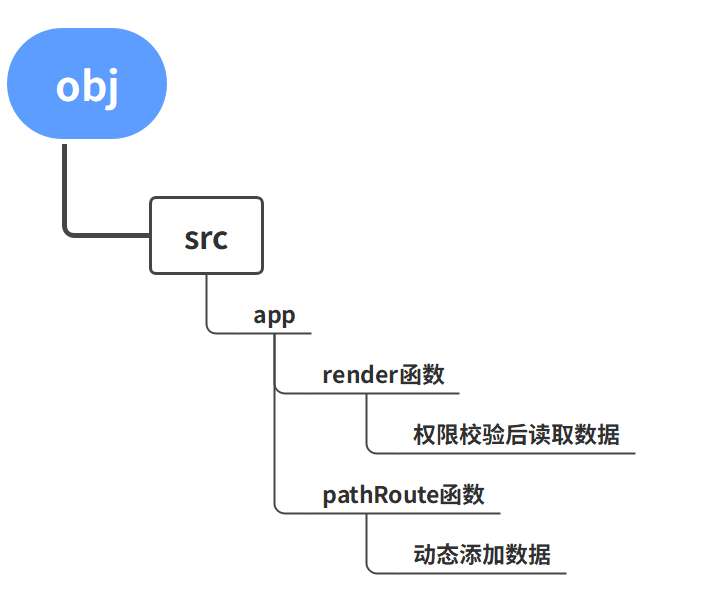 obj
src
app
render函数
权限校验后读取数据
pathRoute函数
动态添加数据